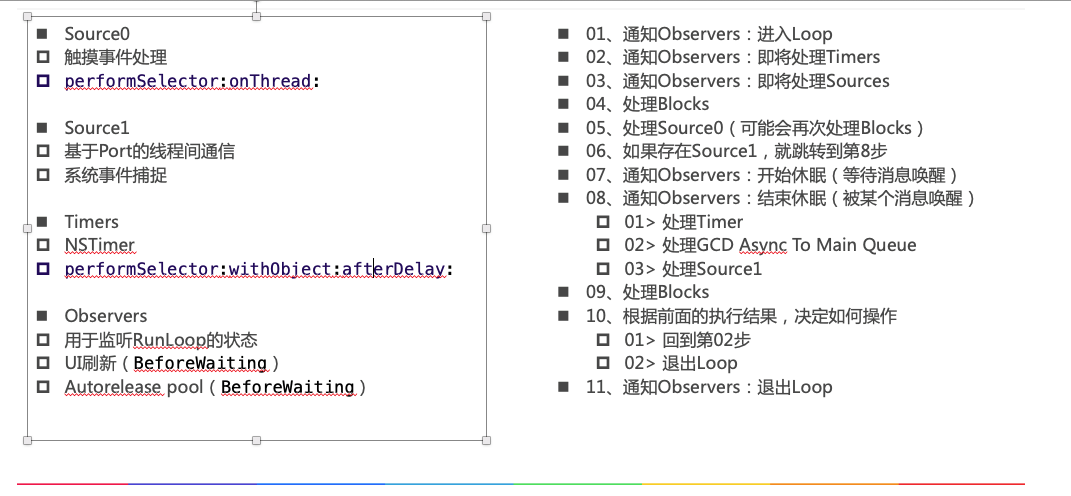 Source0
触摸事件处理
performSelector:onThread:
Source1
基于Port的线程间通信
系统事件捕捉
Timers
NSTimer
performSelector:withObject:afterDelay:
Observers
用于监听RunLoop的状态
UI刷新（BeforeWaiting）
Autorelease pool（BeforeWaiting）
01、通知Observers：进入Loop
02、通知Observers：即将处理Timers
03、通知Observers：即将处理Sources
04、处理Blocks
05、处理Source0（可能会再次处理Blocks）
06、如果存在Source1，就跳转到第8步
07、通知Observers：开始休眠（等待消息唤醒）
08、通知Observers：结束休眠（被某个消息唤醒）
01> 处理Timer
02> 处理GCD Async To Main Queue
03> 处理Source1
09、处理Blocks
10、根据前面的执行结果，决定如何操作
01> 回到第02步
02> 退出Loop
11、通知Observers：退出Loop